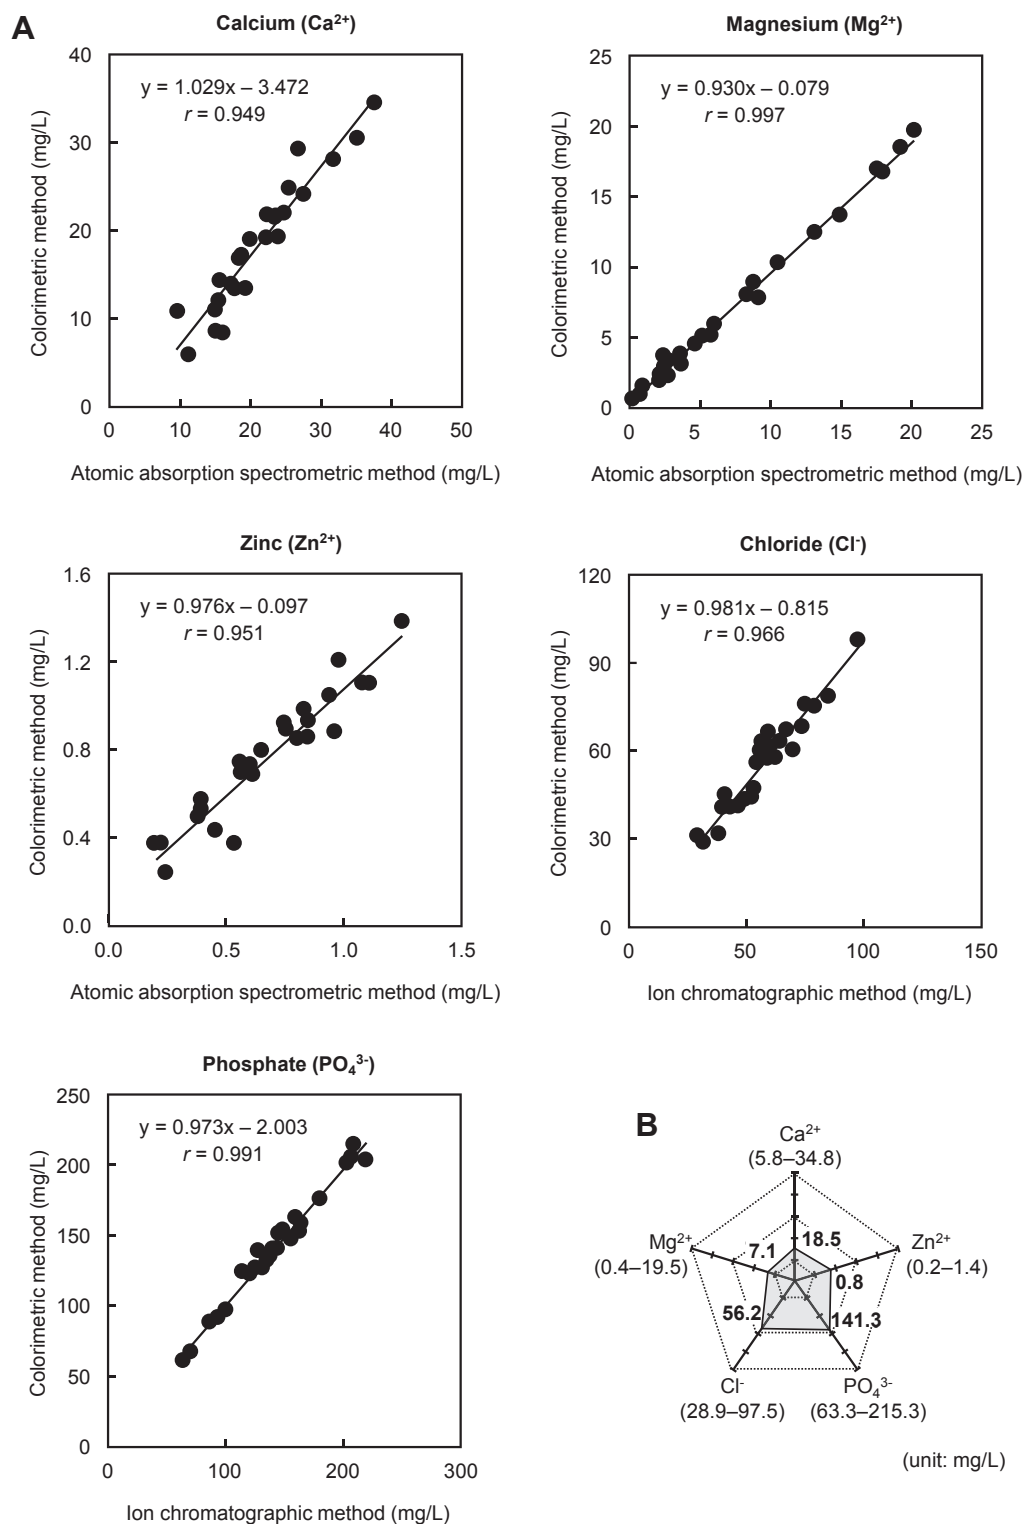 A
Calcium (Ca²⁺)
y = 1.029x – 3.472
r = 0.949
Colorimetric method (mg/L)
40
30
20
10
0
0 10 20 30 40 50
Atomic absorption spectrometric method (mg/L)
Magnesium (Mg²⁺)
y = 0.930x – 0.079
r = 0.997
Colorimetric method (mg/L)
25
20
15
10
5
0
0 5 10 15 20 25
Atomic absorption spectrometric method (mg/L)
Zinc (Zn²⁺)
y = 0.976x – 0.097
r = 0.951
Colorimetric method (mg/L)
1.6
1.2
0.8
0.4
0.0
0.0 0.5 1.0 1.5
Atomic absorption spectrometric method (mg/L)
Chloride (Cl⁻)
y = 0.981x – 0.815
r = 0.966
Colorimetric method (mg/L)
120
90
60
30
0
0 50 100 150
Ion chromatographic method (mg/L)
Phosphate (PO₄³⁻)
y = 0.973x – 2.003
r = 0.991
Colorimetric method (mg/L)
250
200
150
100
50
0
0 100 200 300
Ion chromatographic method (mg/L)
B
Ca²⁺
(5.8–34.8)
Mg²⁺
(0.4–19.5)
Zn²⁺
(0.2–1.4)
7.1 18.5
0.8
56.2 141.3
Cl⁻
(28.9–97.5)
PO₄³⁻
(63.3–215.3)
(unit: mg/L)